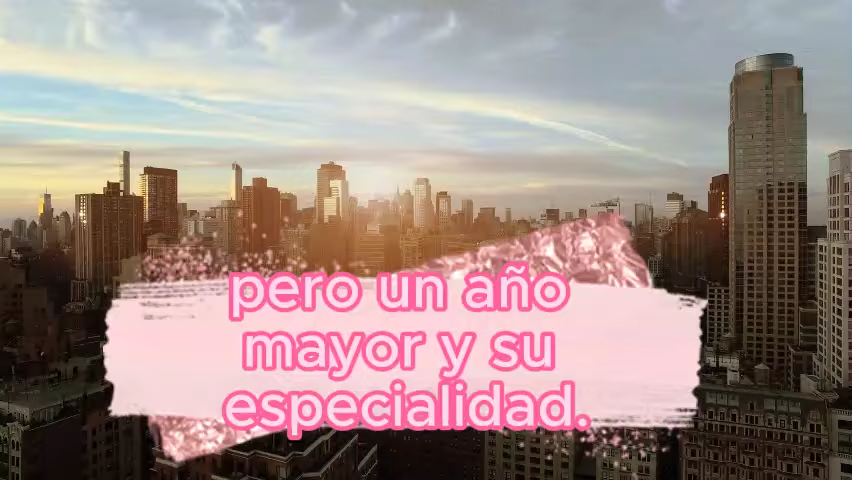 pero un año
mayor y su
especialidad.